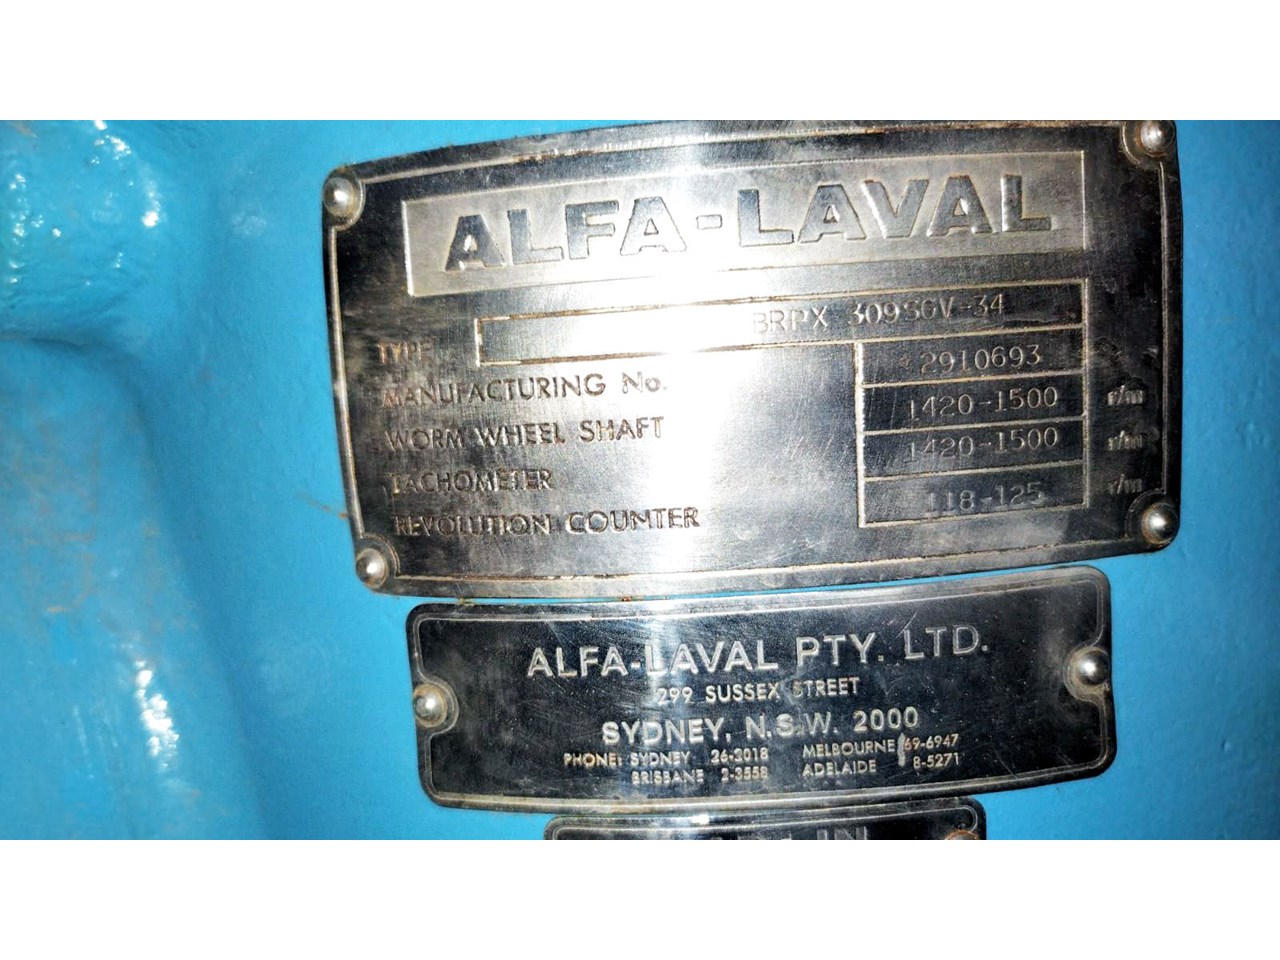 ALFA-LAVAL
TYPE BRPX 309SGV-34
MANUFACTURING No. 2910693
WORM WHEEL SHAFT 1420-1500 r/m
TACHOMETER 1420-1500 r/m
REVOLUTION COUNTER 118-125 r/m
ALFA-LAVAL PTY. LTD.
299 SUSSEX STREET
SYDNEY, N.S.W. 2000
PHONE: SYDNEY 26-2018 MELBOURNE 69-6947
BRISBANE 2-3558 ADELAIDE 8-5271
IN